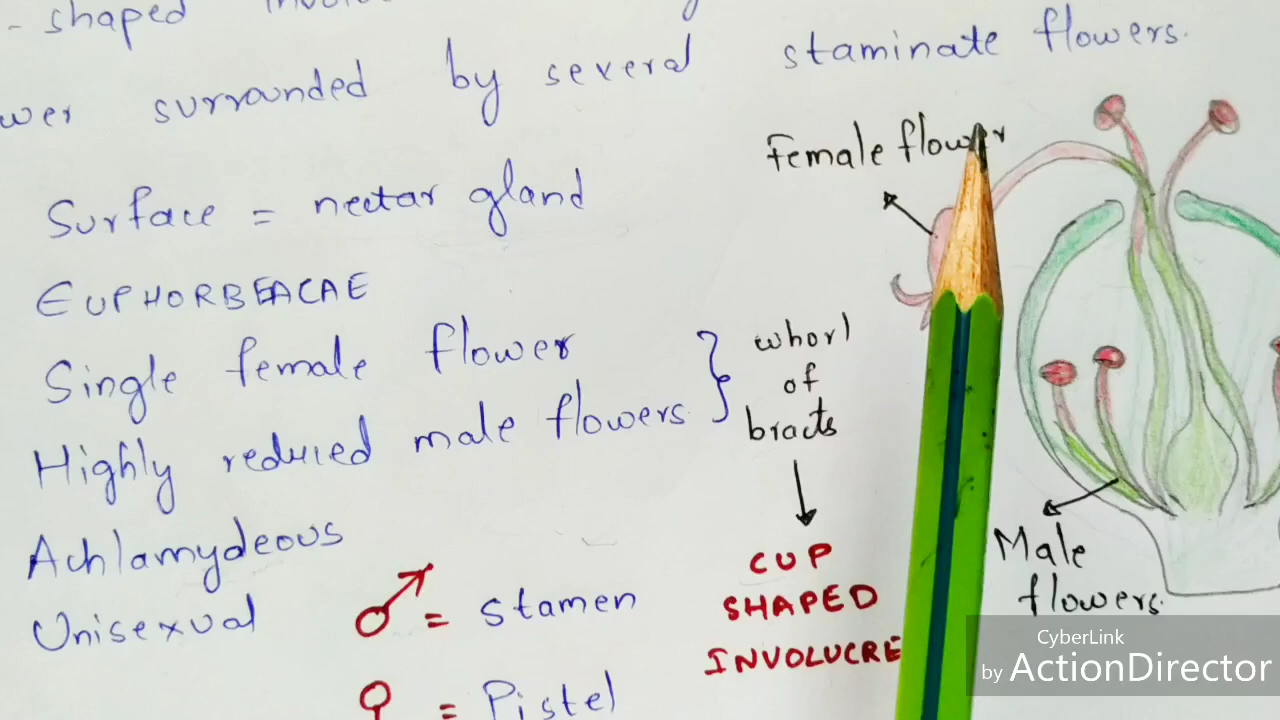 - shaped
wer surrounded by several staminate flowers.
Female flower
Surface = nectar gland
EUPHORBEACAE
Single female flower
Highly reduced male flowers
} whorl
of
bracts
CUP
SHAPED
INVOLUCRE
Achlamydeous
Unisexual
♂ = stamen
♀ = Pistel
Male
flowers.
CyberLink
by ActionDirector